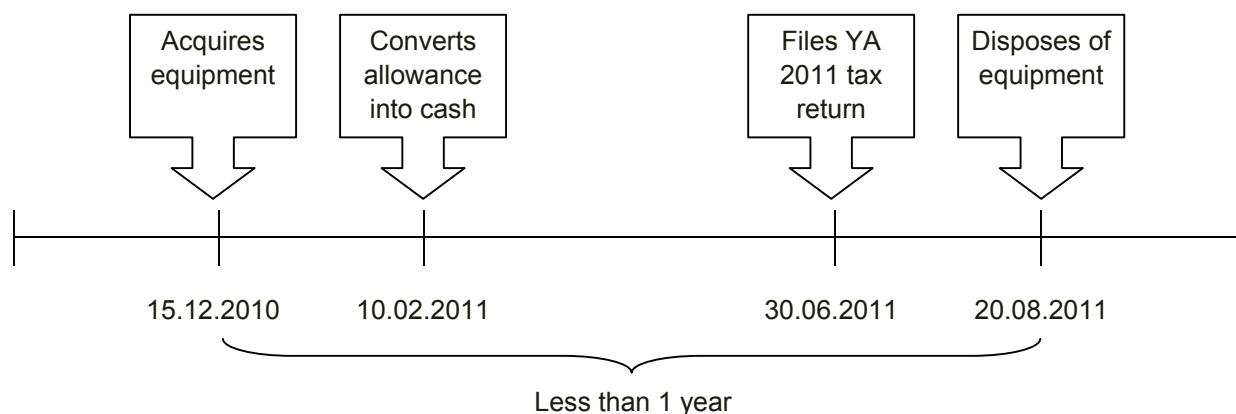 Acquires
equipment
Converts
allowance
into cash
Files YA
2011 tax
return
Disposes of
equipment
15.12.2010
10.02.2011
30.06.2011
20.08.2011
Less than 1 year